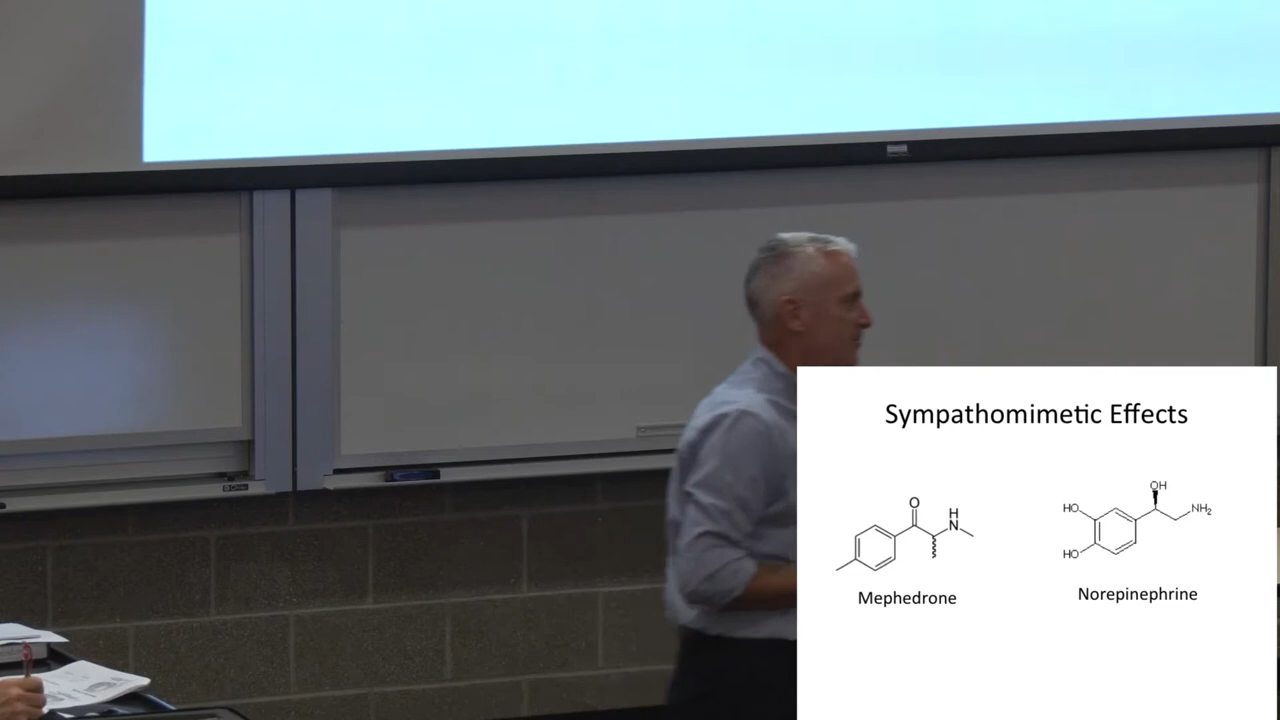 Sympathomimetic Effects
O
H
N
OH
HO
NH₂
HO
Mephedrone
Norepinephrine